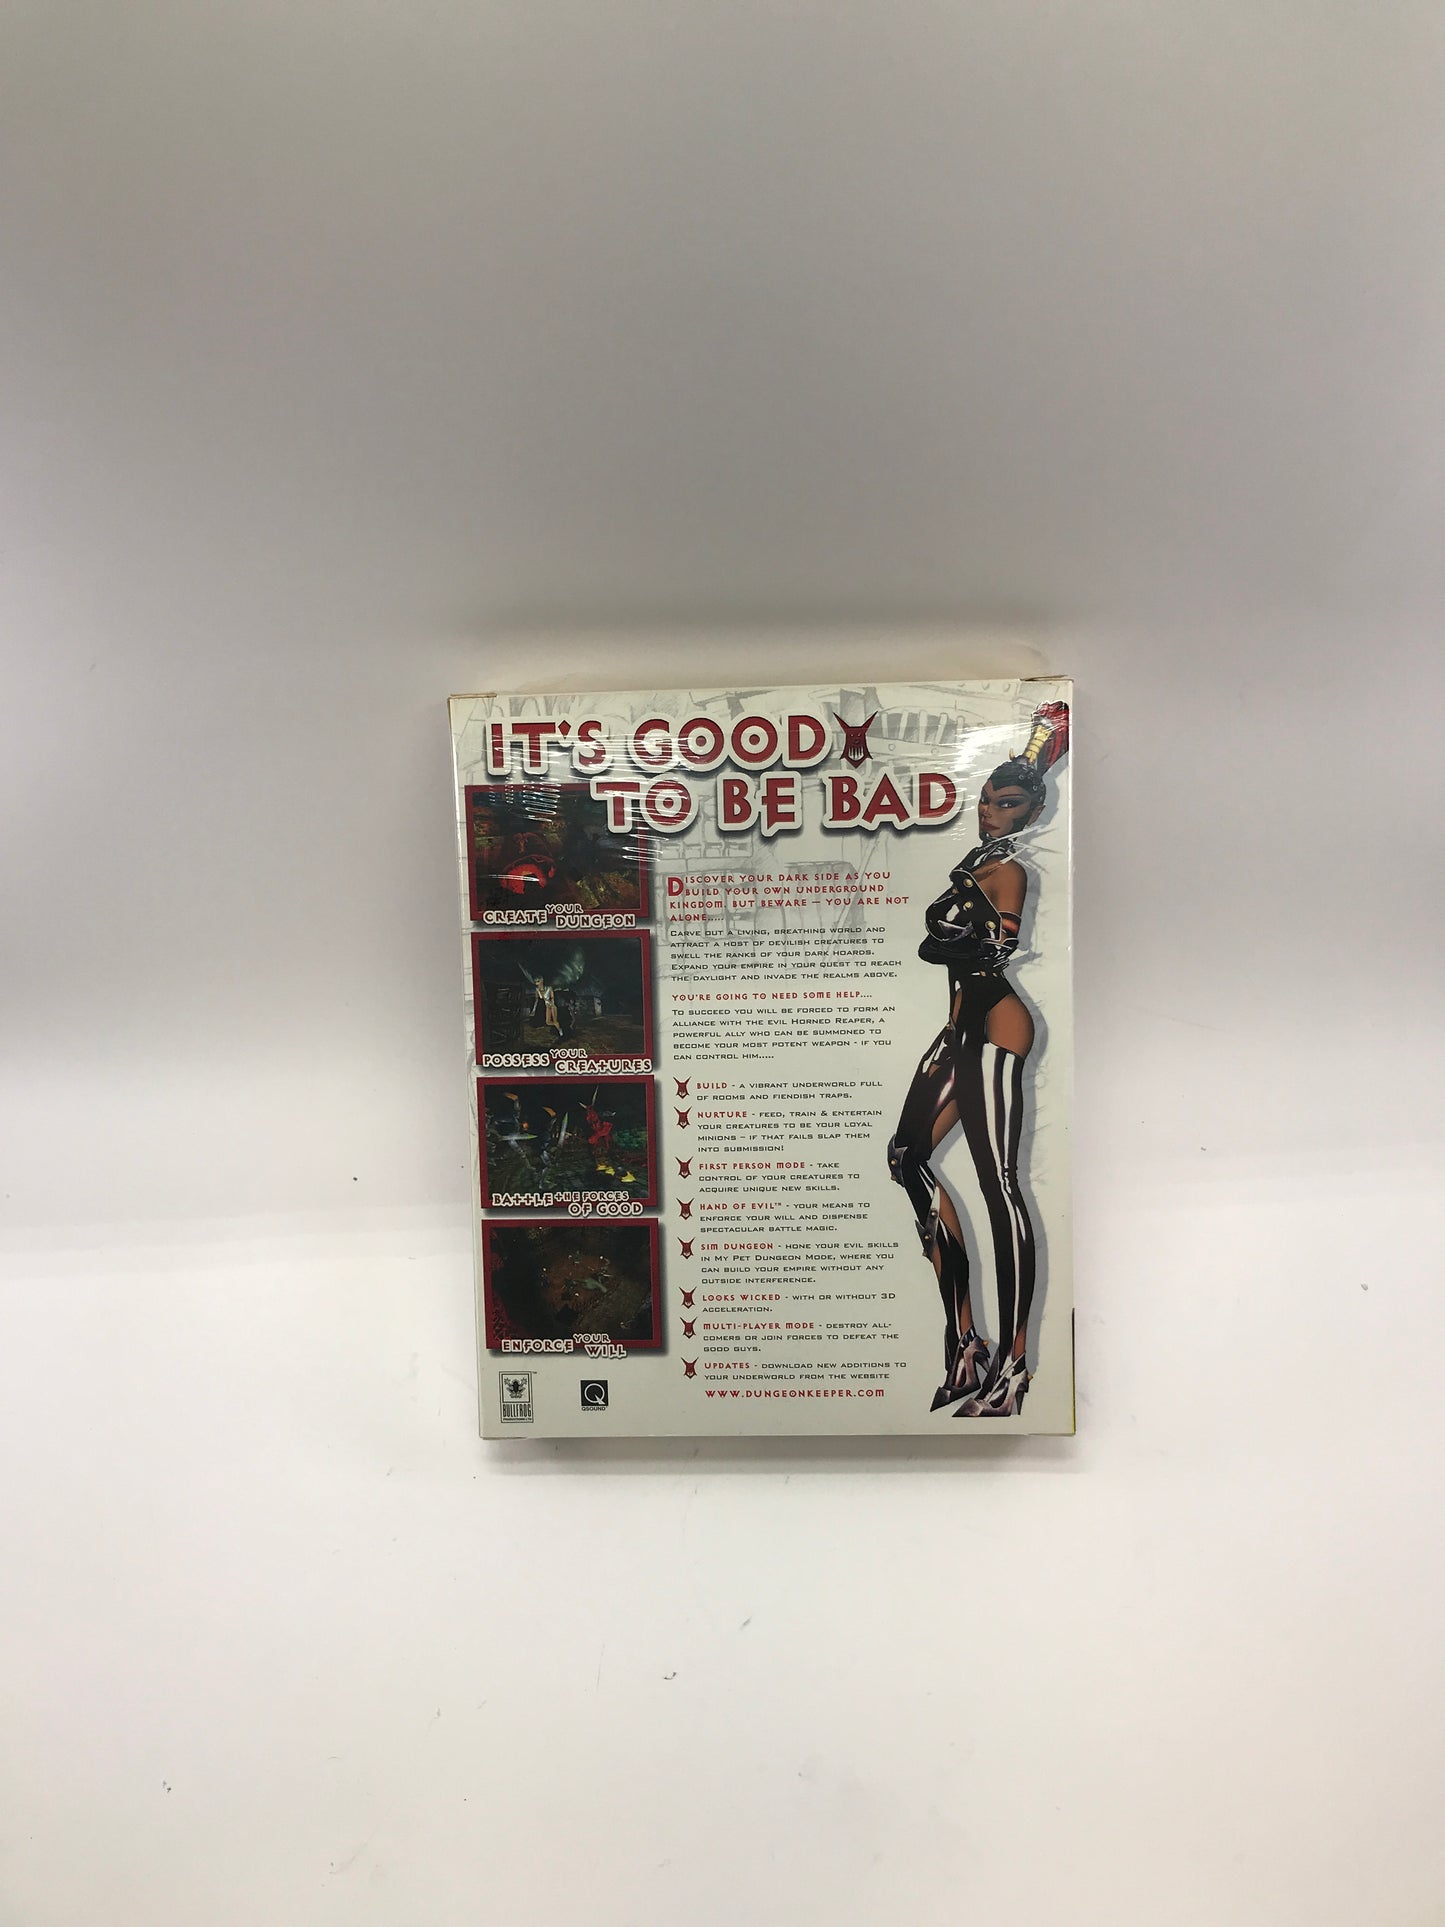 IT'S GOOD
TO BE BAD
CREATE YOUR DUNGEON
POSSESS YOUR CREATURES
BATTLE THE FORCES
OF GOOD
ENFORCE YOUR WILL
DISCOVER YOUR DARK SIDE AS YOU
BUILD YOUR OWN UNDERGROUND
KINGDOM. BUT BEWARE – YOU ARE NOT
ALONE.....
CARVE OUT A LIVING, BREATHING WORLD AND
ATTRACT A HOST OF DEVILISH CREATURES TO
SWELL THE RANKS OF YOUR DARK HOARDS.
EXPAND YOUR EMPIRE IN YOUR QUEST TO REACH
THE DAYLIGHT AND INVADE THE REALMS ABOVE.
YOU'RE GOING TO NEED SOME HELP....
TO SUCCEED YOU WILL BE FORCED TO FORM AN
ALLIANCE WITH THE EVIL HORNED REAPER, A
POWERFUL ALLY WHO CAN BE SUMMONED TO
BECOME YOUR MOST POTENT WEAPON - IF YOU
CAN CONTROL HIM.....
BUILD - A VIBRANT UNDERWORLD FULL
OF ROOMS AND FIENDISH TRAPS.
NURTURE - FEED, TRAIN & ENTERTAIN
YOUR CREATURES TO BE YOUR LOYAL
MINIONS – IF THAT FAILS SLAP THEM
INTO SUBMISSION!
FIRST PERSON MODE - TAKE
CONTROL OF YOUR CREATURES TO
ACQUIRE UNIQUE NEW SKILLS.
HAND OF EVIL™ - YOUR MEANS TO
ENFORCE YOUR WILL AND DISPENSE
SPECTACULAR BATTLE MAGIC.
SIM DUNGEON - HONE YOUR EVIL SKILLS
IN MY PET DUNGEON MODE, WHERE YOU
CAN BUILD YOUR EMPIRE WITHOUT ANY
OUTSIDE INTERFERENCE.
LOOKS WICKED - WITH OR WITHOUT 3D
ACCELERATION.
MULTI-PLAYER MODE - DESTROY ALL-
COMERS OR JOIN FORCES TO DEFEAT THE
GOOD GUYS.
UPDATES - DOWNLOAD NEW ADDITIONS TO
YOUR UNDERWORLD FROM THE WEBSITE
WWW.DUNGEONKEEPER.COM
BULLFROG
PRODUCTIONS LTD
™
Q
QSOUND